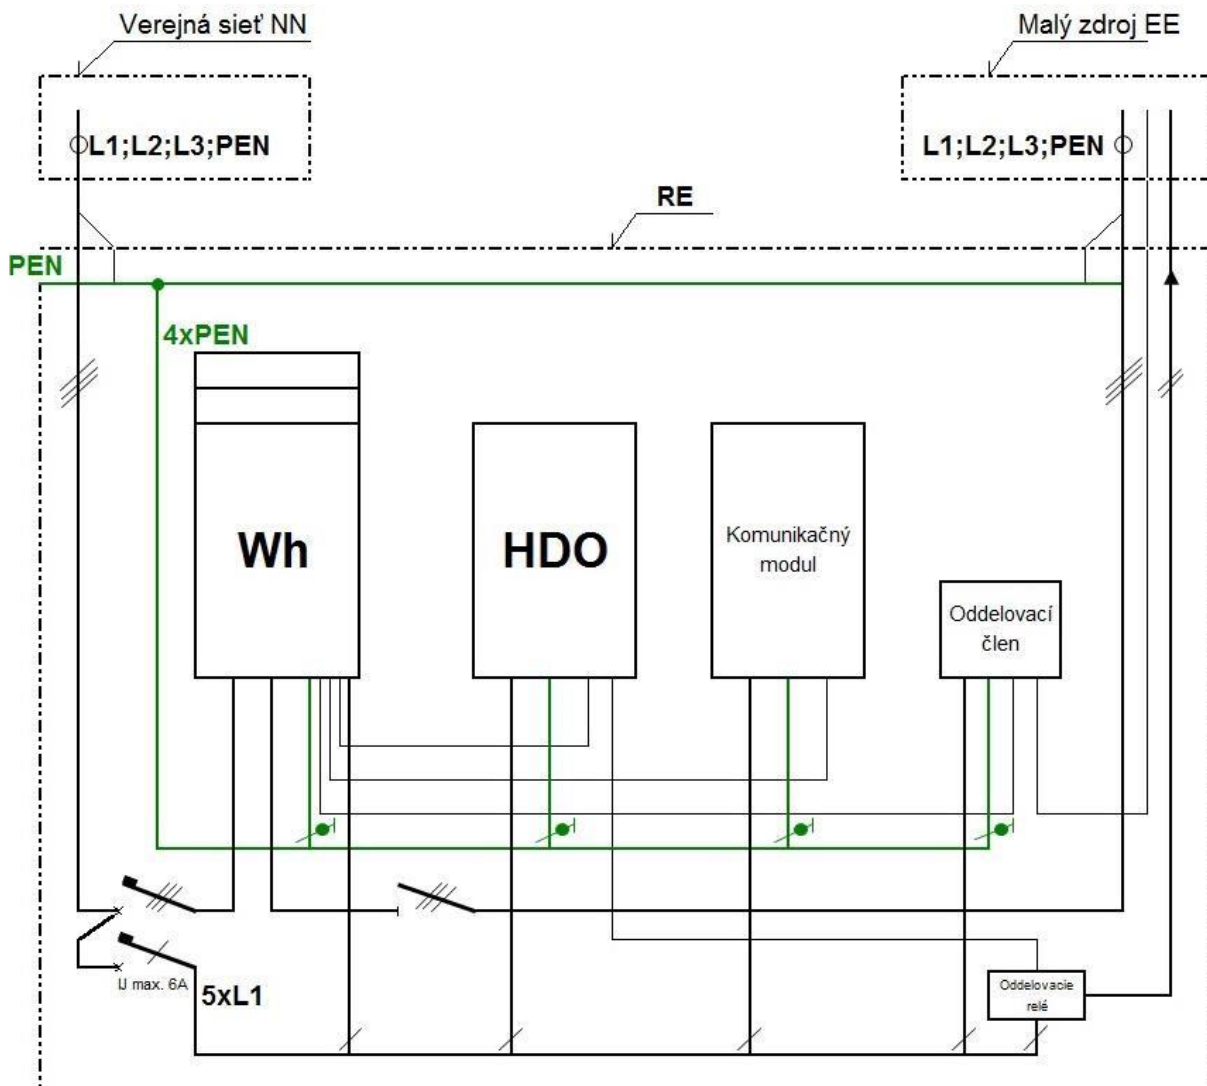 Verejná sieť NN
Malý zdroj EE
L1;L2;L3;PEN
L1;L2;L3;PEN
RE
PEN
4xPEN
Wh
HDO
Komunikačný
modul
Oddelovací
člen
IJ max. 6A
5xL1
Oddelovacie
relé